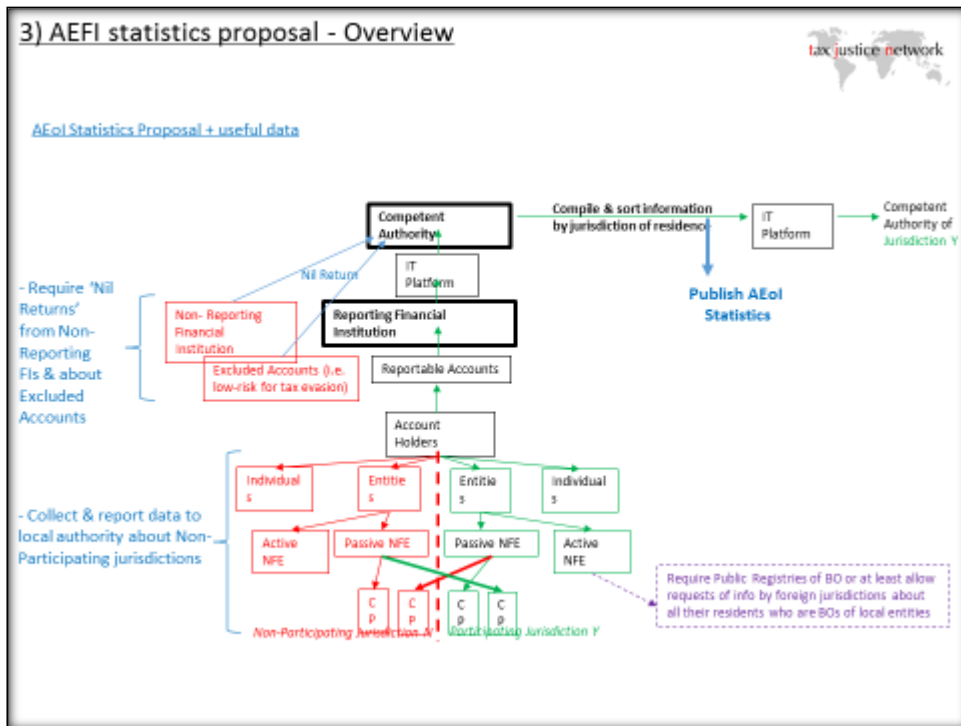 3) AEFI statistics proposal - Overview
tax justice network
AEoI Statistics Proposal + useful data
Competent
Authority
Compile & sort information
by jurisdiction of residence
IT
Platform
Competent
Authority of
Jurisdiction Y
Nil Return
IT
Platform
Publish AEoI
Statistics
- Require 'Nil
Returns'
from Non-
Reporting
FIs & about
Excluded
Accounts
Non- Reporting
Financial
Institution
Reporting Financial
Institution
Excluded Accounts (i.e.
low-risk for tax evasion)
Reportable Accounts
Account
Holders
- Collect & report data to
local authority about Non-
Participating jurisdictions
Individual
s
Entitie
s
Entitie
s
Individual
s
Active
NFE
Passive NFE
Passive NFE
Active
NFE
C
P
C
P
C
P
C
P
Non-Participating Jurisdiction N
Participating Jurisdiction Y
Require Public Registries of BO or at least allow
requests of info by foreign jurisdictions about
all their residents who are BOs of local entities